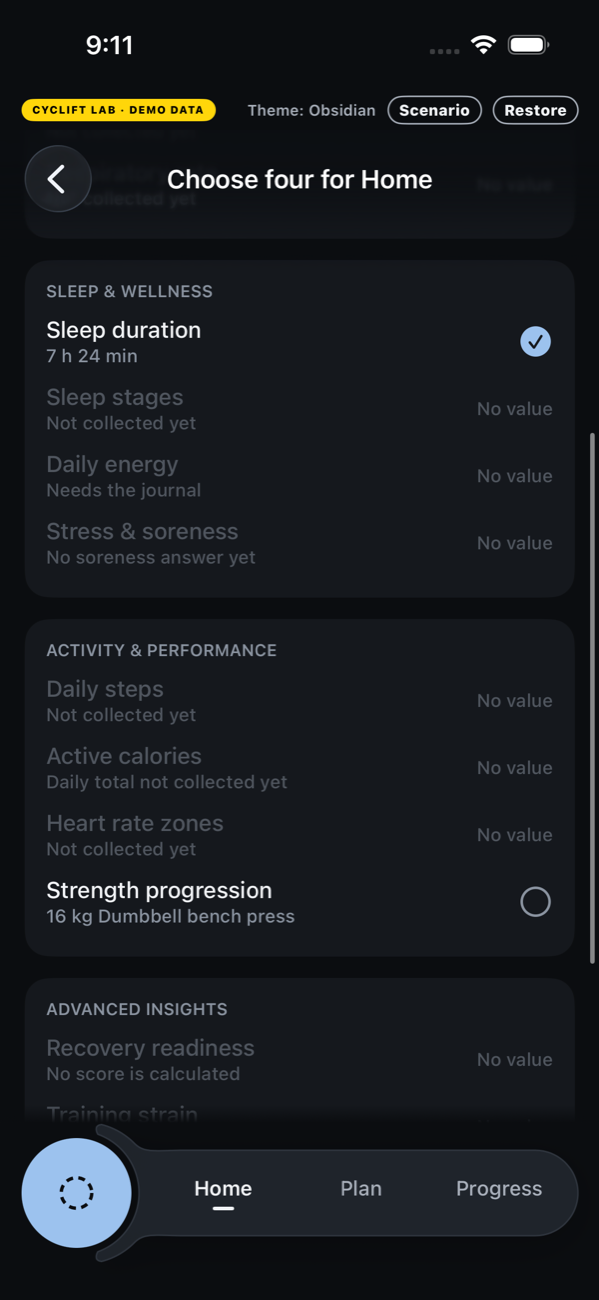 9:11
CYCLIFT LAB · DEMO DATA
Theme: Obsidian
Scenario
Restore
Choose four for Home
No value
collected yet
SLEEP & WELLNESS
Sleep duration
7 h 24 min
Sleep stages
Not collected yet
No value
Daily energy
Needs the journal
No value
Stress & soreness
No soreness answer yet
No value
ACTIVITY & PERFORMANCE
Daily steps
Not collected yet
No value
Active calories
Daily total not collected yet
No value
Heart rate zones
Not collected yet
No value
Strength progression
16 kg Dumbbell bench press
ADVANCED INSIGHTS
Recovery readiness
No score is calculated
No value
Training strain
Home
Plan
Progress